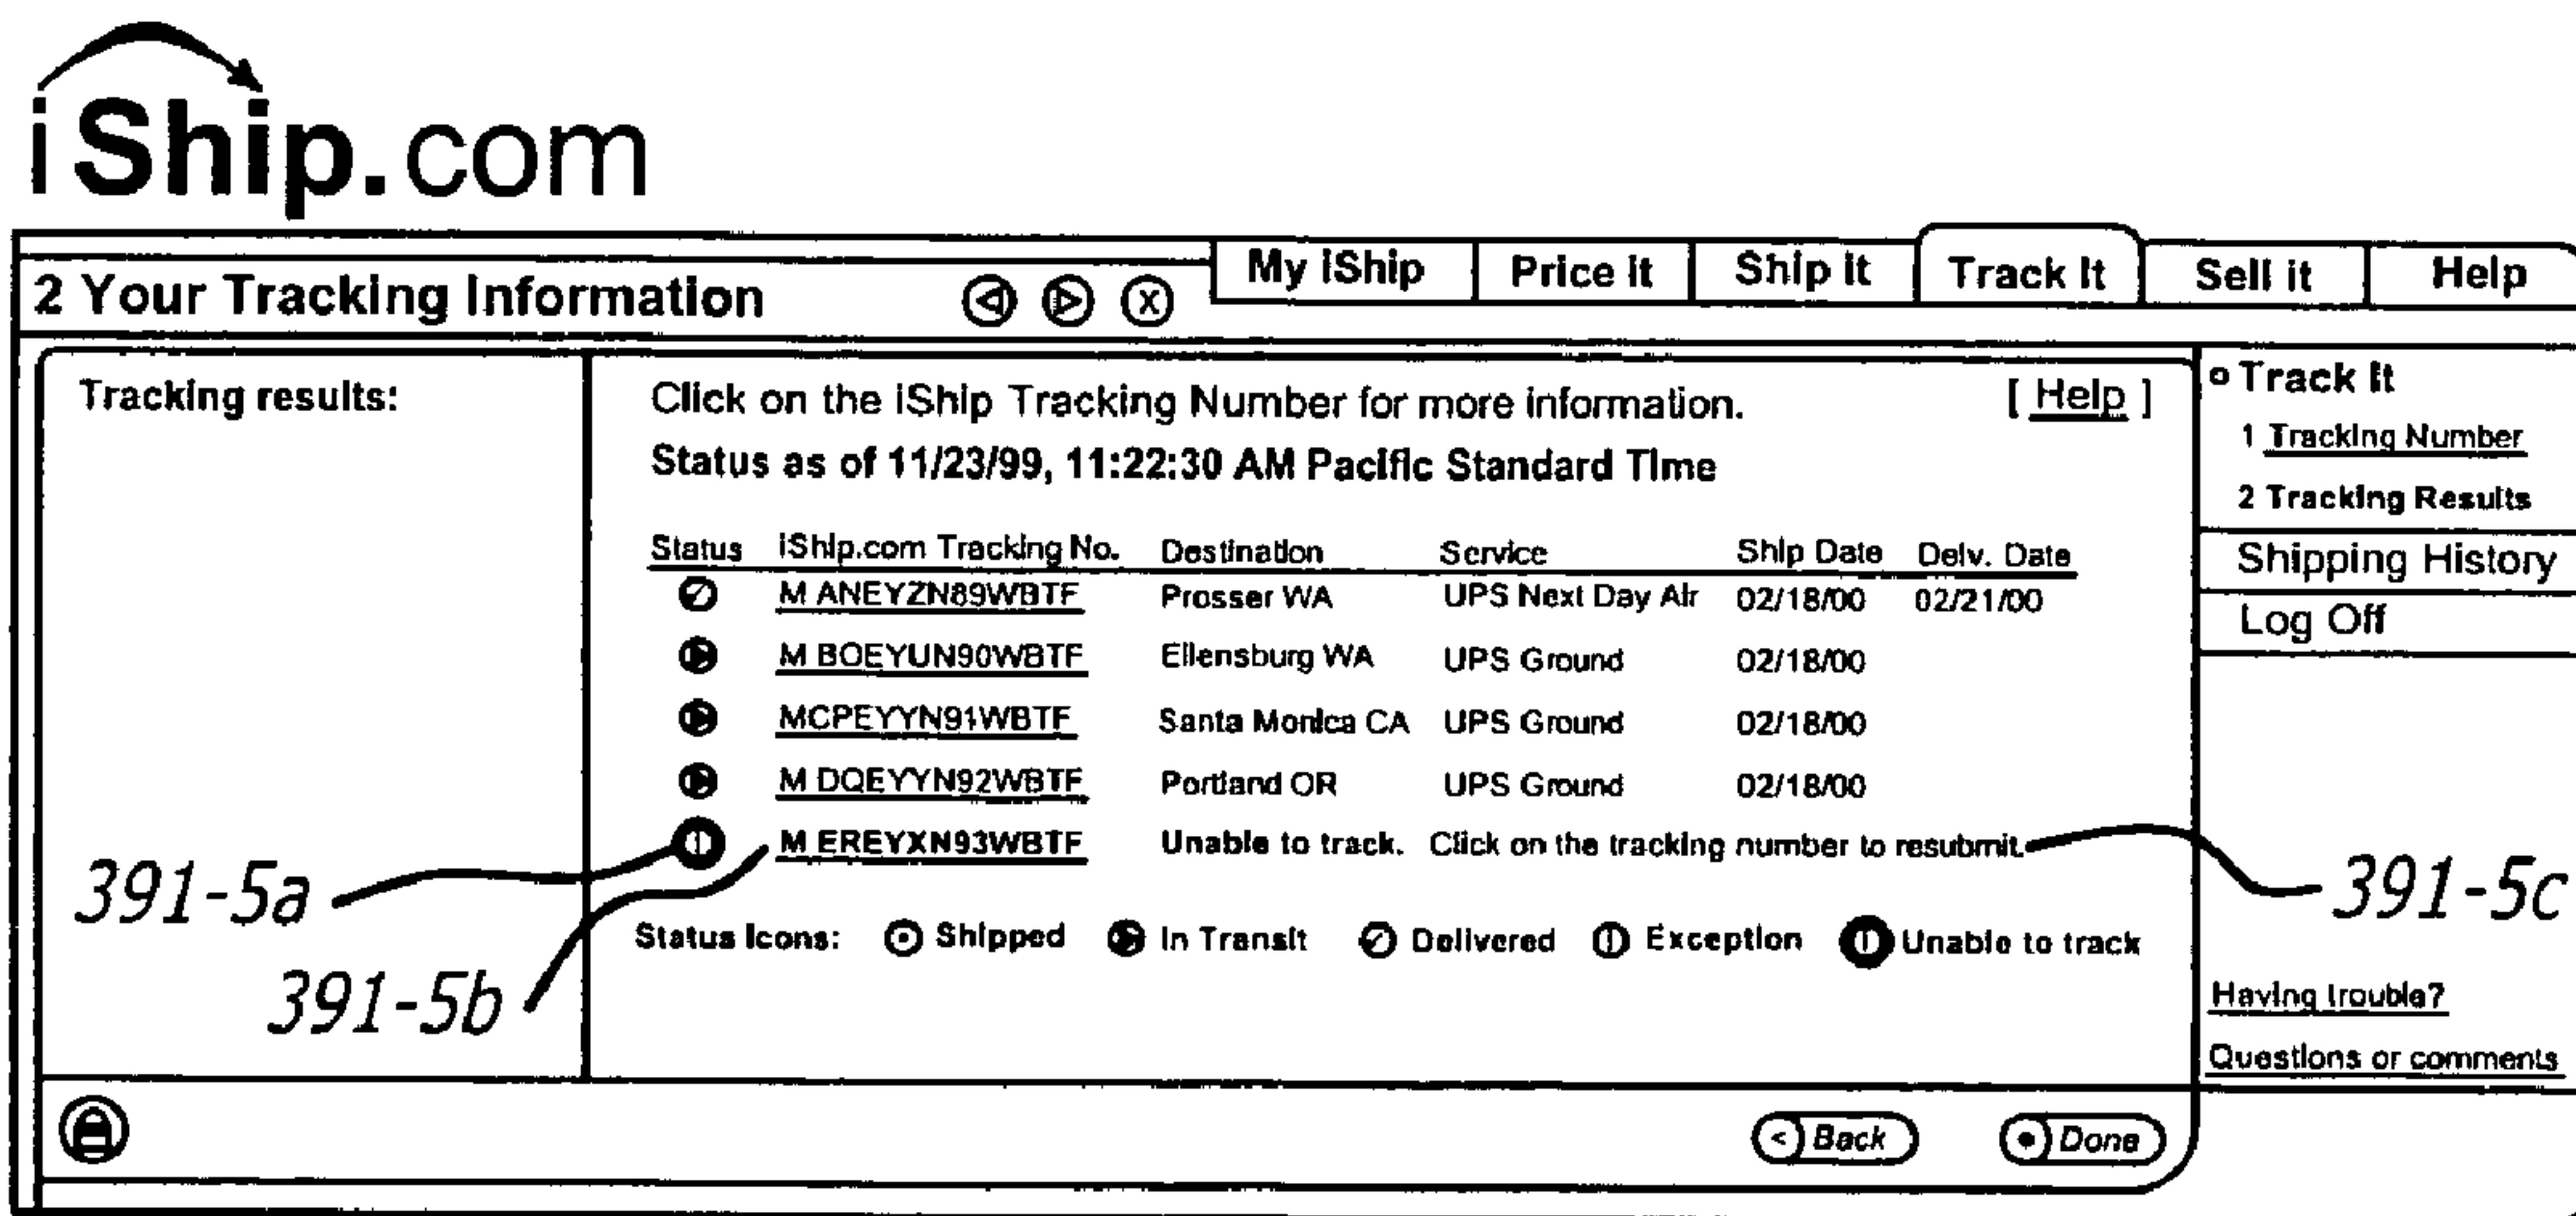 iShip.com
My iShip Price it Ship it Track It Sell it Help
2 Your Tracking Information X
Tracking results:
Click on the iShip Tracking Number for more information. [ Help ]
Status as of 11/23/99, 11:22:30 AM Pacific Standard Time
Status iShip.com Tracking No. Destination Service Ship Date Delv. Date
M ANEYZN89WBTF Prosser WA UPS Next Day Air 02/18/00 02/21/00
M BOEYUN90WBTF Ellensburg WA UPS Ground 02/18/00
MCPEYYN91WBTF Santa Monica CA UPS Ground 02/18/00
M DQEYYN92WBTF Portland OR UPS Ground 02/18/00
M EREYXN93WBTF Unable to track. Click on the tracking number to resubmit.
391-5a
391-5b
391-5c
Status Icons: Shipped In Transit Delivered Exception Unable to track
Track It
1 Tracking Number
2 Tracking Results
Shipping History
Log Off
Having trouble?
Questions or comments
< Back Done